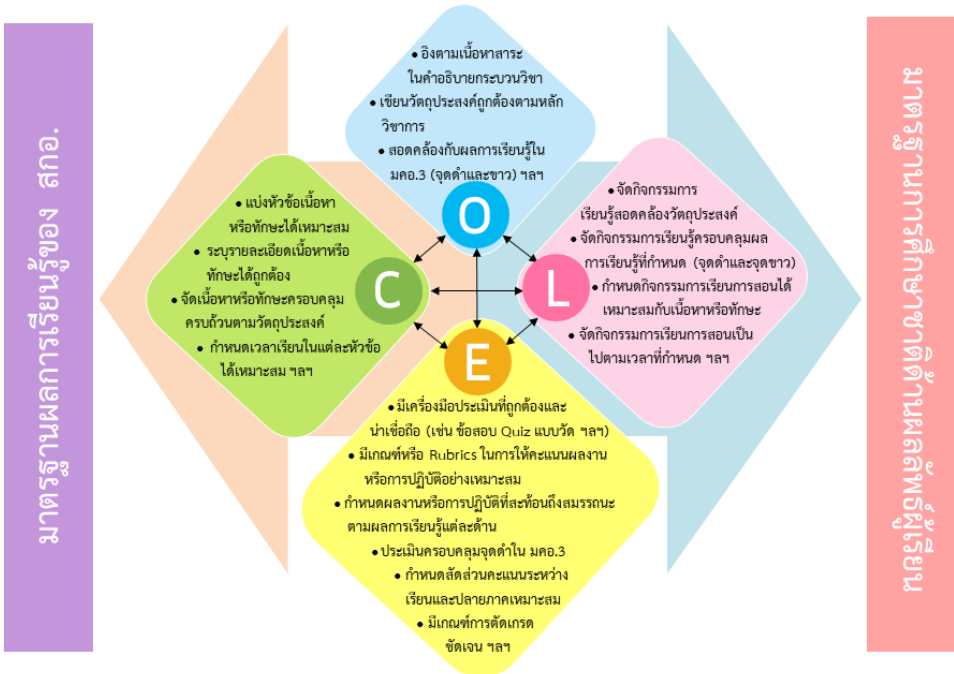 มาตรฐานผลการเรียนรู้ของ สกอ.
● อิงตามเนื้อหาสาระ
ในคำอธิบายกระบวนวิชา
● เขียนวัตถุประสงค์ถูกต้องตามหลัก
วิชาการ
● สอดคล้องกับผลการเรียนรู้ใน
มคอ.3 (จุดดำและขาว) ฯลฯ
O
● แบ่งหัวข้อเนื้อหา
หรือทักษะได้เหมาะสม
● ระบุรายละเอียดเนื้อหาหรือ
ทักษะได้ถูกต้อง
● จัดเนื้อหาหรือทักษะครอบคลุม
ครบถ้วนตามวัตถุประสงค์
● กำหนดเวลาเรียนในแต่ละหัวข้อ
ได้เหมาะสม ฯลฯ
C
L
● จัดกิจกรรมการ
เรียนรู้สอดคล้องวัตถุประสงค์
● จัดกิจกรรมการเรียนรู้ครอบคลุมผล
การเรียนรู้ที่กำหนด (จุดดำและจุดขาว)
● กำหนดกิจกรรมการเรียนการสอนได้
เหมาะสมกับเนื้อหาหรือทักษะ
● จัดกิจกรรมการเรียนการสอนเป็น
ไปตามเวลาที่กำหนด ฯลฯ
E
● มีเครื่องมือประเมินที่ถูกต้องและ
น่าเชื่อถือ (เช่น ข้อสอบ Quiz แบบวัด ฯลฯ)
● มีเกณฑ์หรือ Rubrics ในการให้คะแนนผลงาน
หรือการปฏิบัติอย่างเหมาะสม
● กำหนดผลงานหรือการปฏิบัติที่สะท้อนถึงสมรรถนะ
ตามผลการเรียนรู้แต่ละด้าน
● ประเมินครอบคลุมจุดดำใน มคอ.3
● กำหนดสัดส่วนคะแนนระหว่าง
เรียนและปลายภาคเหมาะสม
● มีเกณฑ์การตัดเกรด
ชัดเจน ฯลฯ
มาตรฐานการศึกษาชาติด้านผลลัพธ์ผู้เรียน